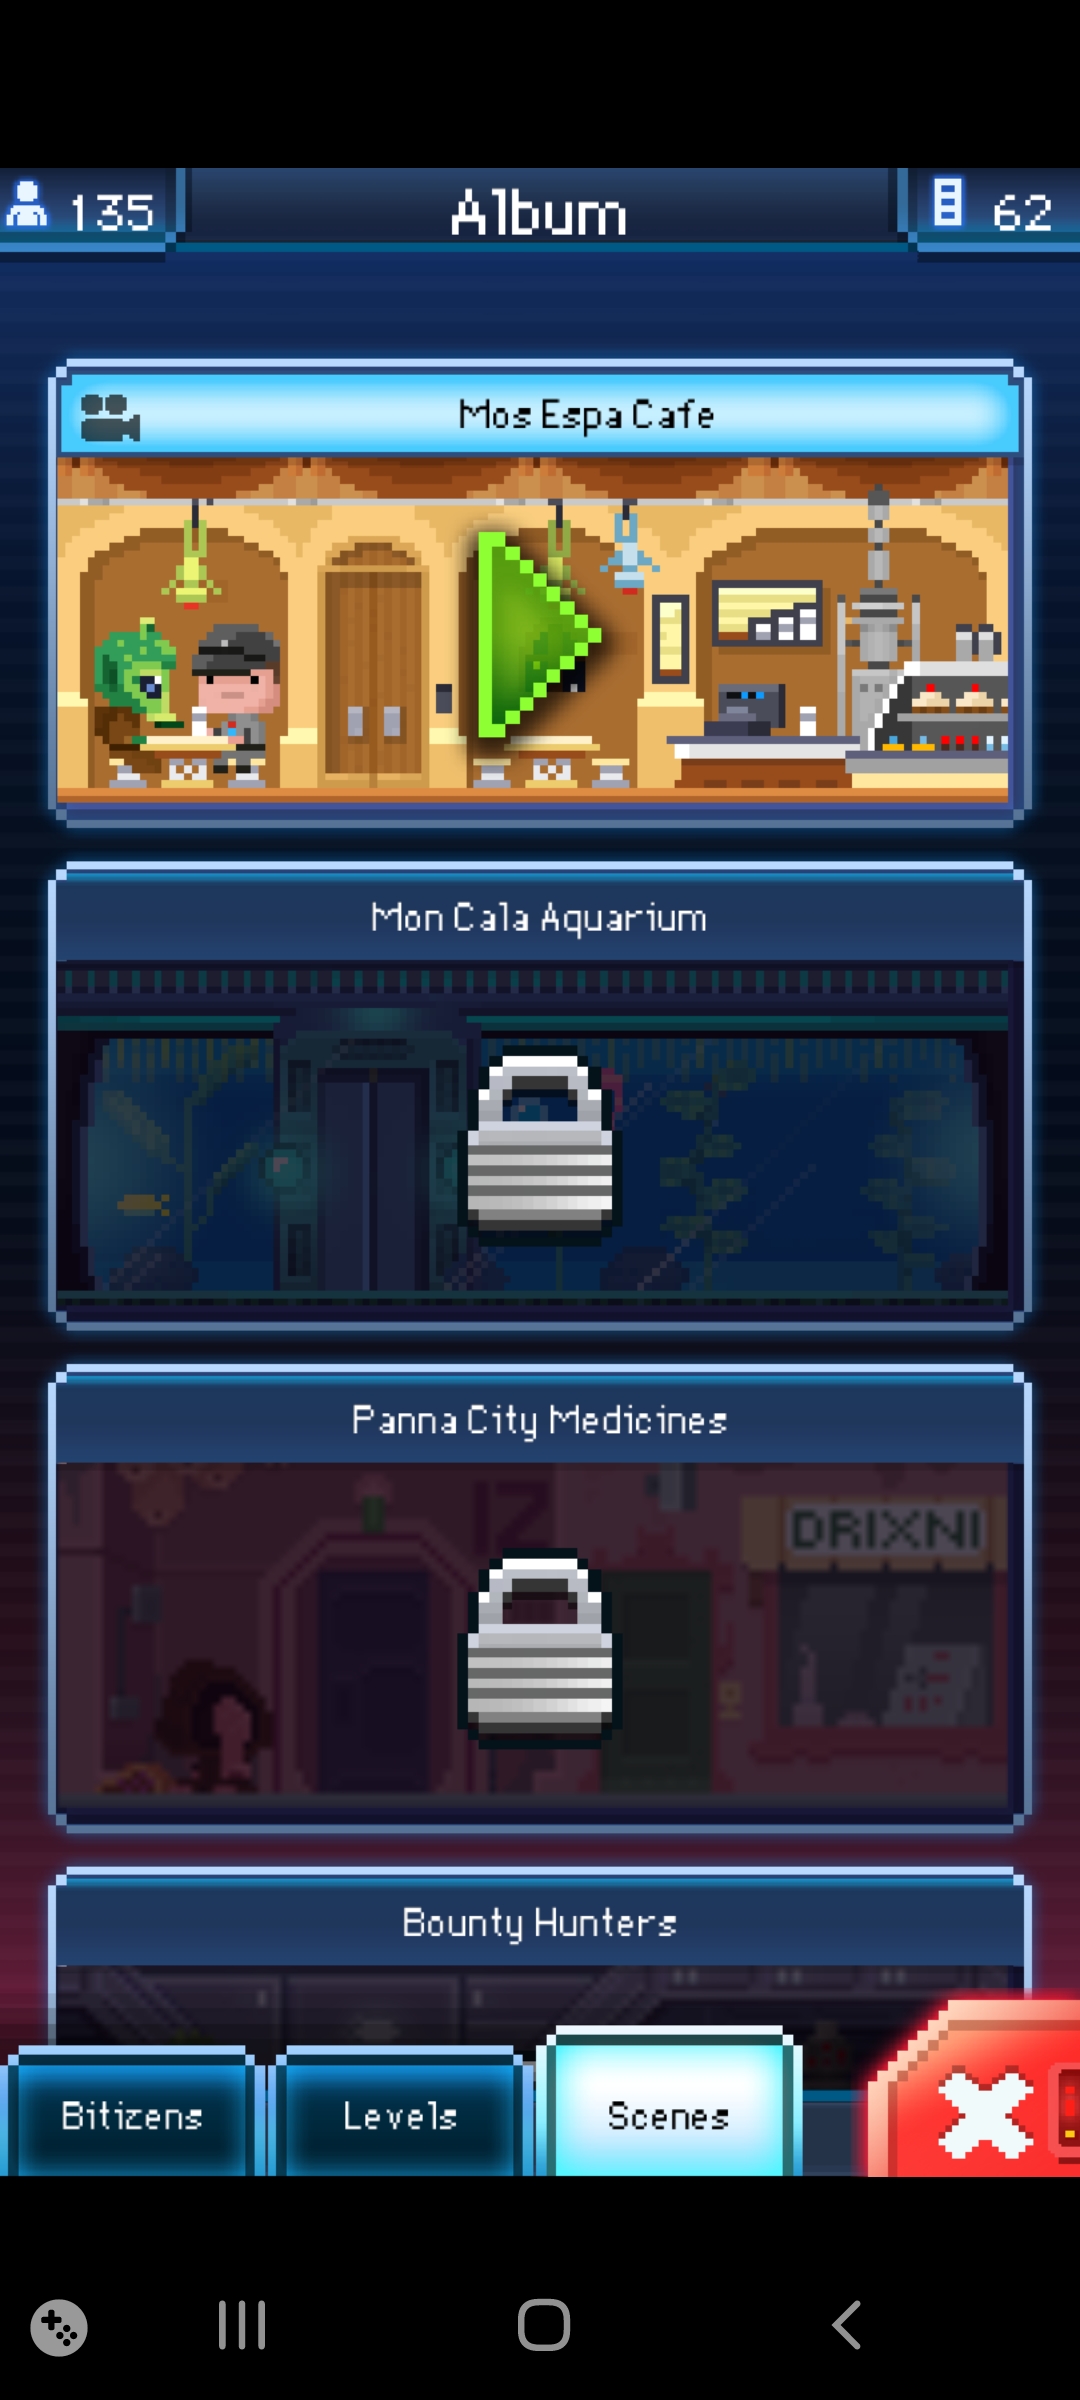 135
Album
62
Mos Espa Cafe
Mon Cala Aquarium
Panna City Medicines
DRIXNI
Bounty Hunters
Bitizens
Levels
Scenes